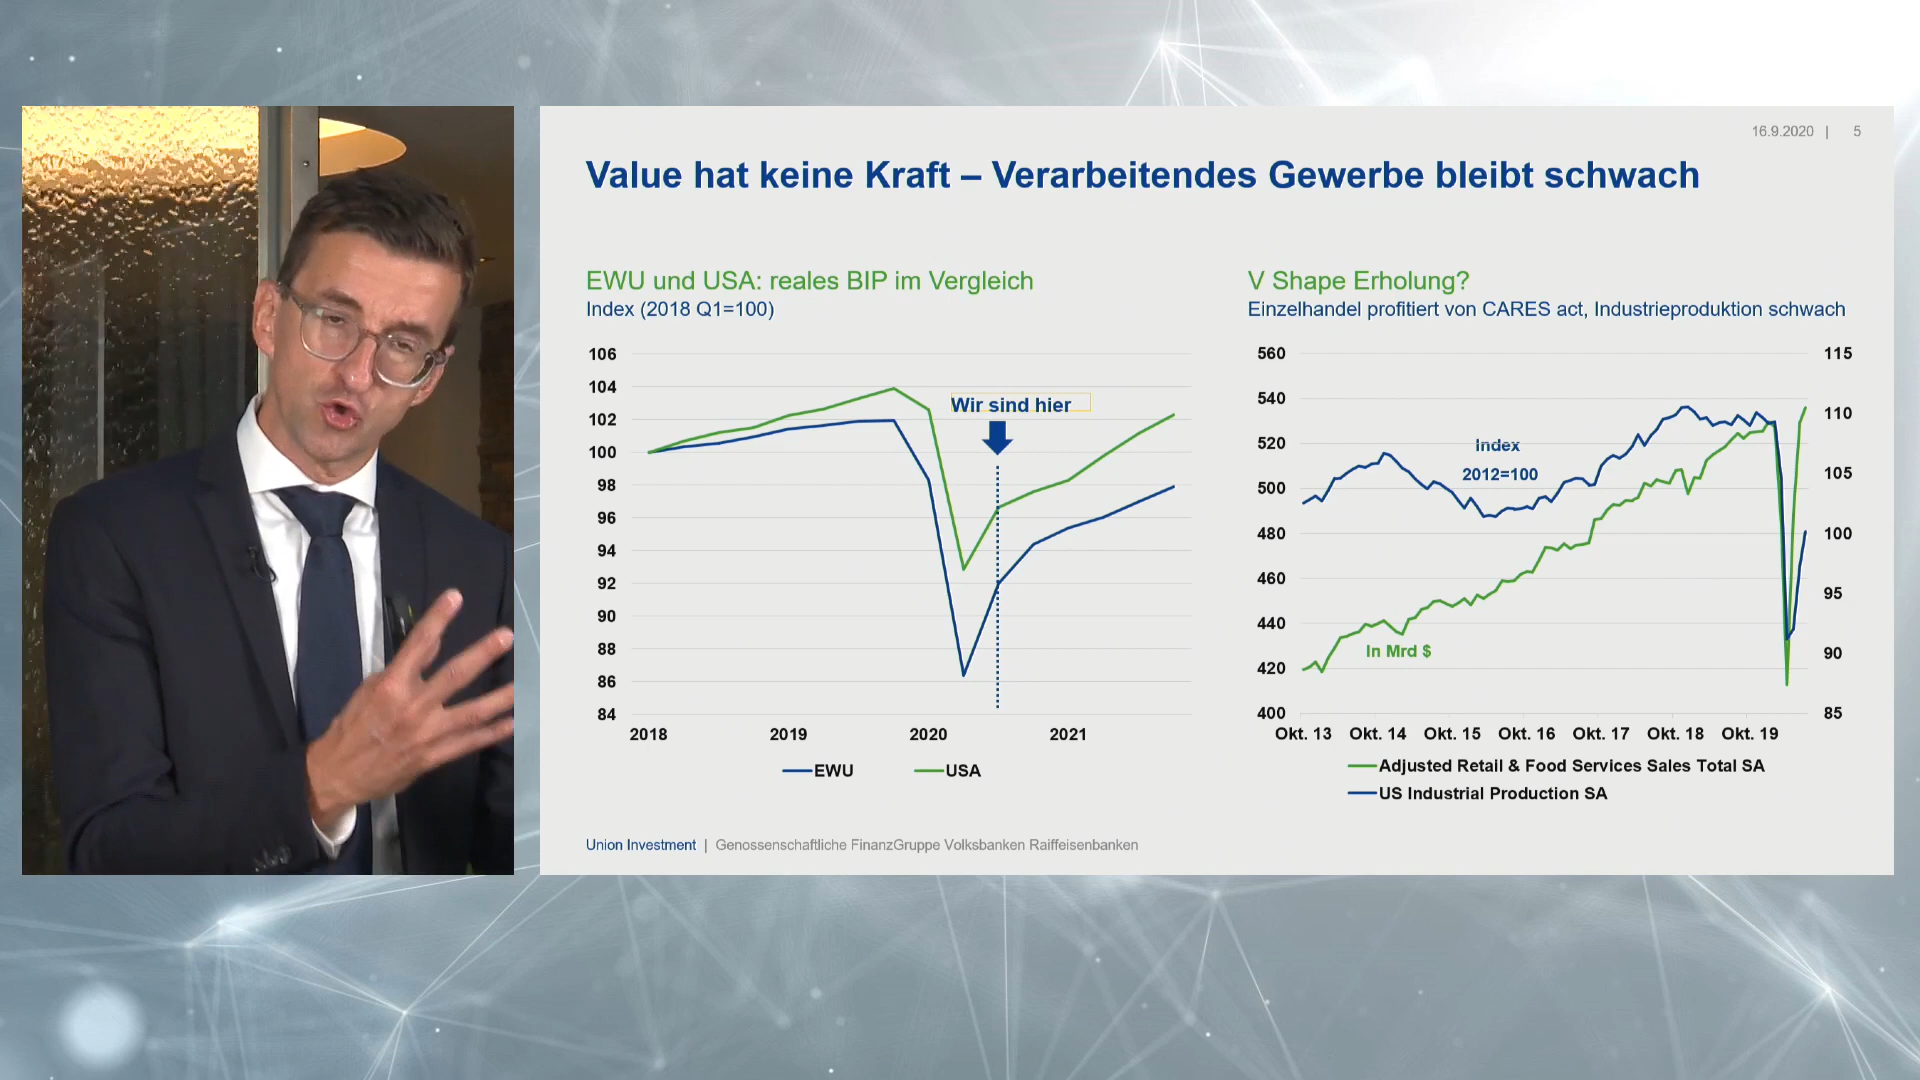 16.9.2020 | 5
Value hat keine Kraft – Verarbeitendes Gewerbe bleibt schwach
EWU und USA: reales BIP im Vergleich
Index (2018 Q1=100)
106
104
102
100
98
96
94
92
90
88
86
84
Wir sind hier
2018 2019 2020 2021
EWU USA
V Shape Erholung?
Einzelhandel profitiert von CARES act, Industrieproduktion schwach
560
540
520
500
480
460
440
420
400
115
110
105
100
95
90
85
Index
2012=100
In Mrd $
Okt. 13 Okt. 14 Okt. 15 Okt. 16 Okt. 17 Okt. 18 Okt. 19
Adjusted Retail & Food Services Sales Total SA
US Industrial Production SA
Union Investment | Genossenschaftliche FinanzGruppe Volksbanken Raiffeisenbanken